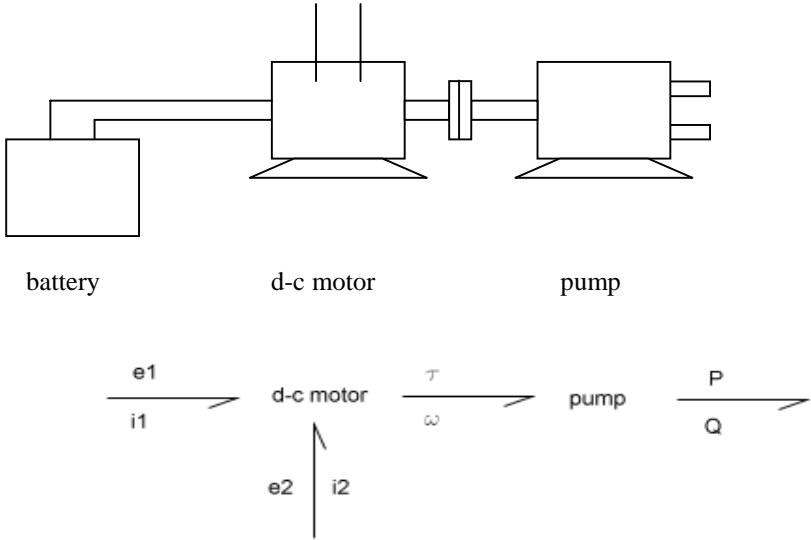 battery d-c motor pump
e1 τ P
d-c motor pump
i1 ω Q
e2 i2